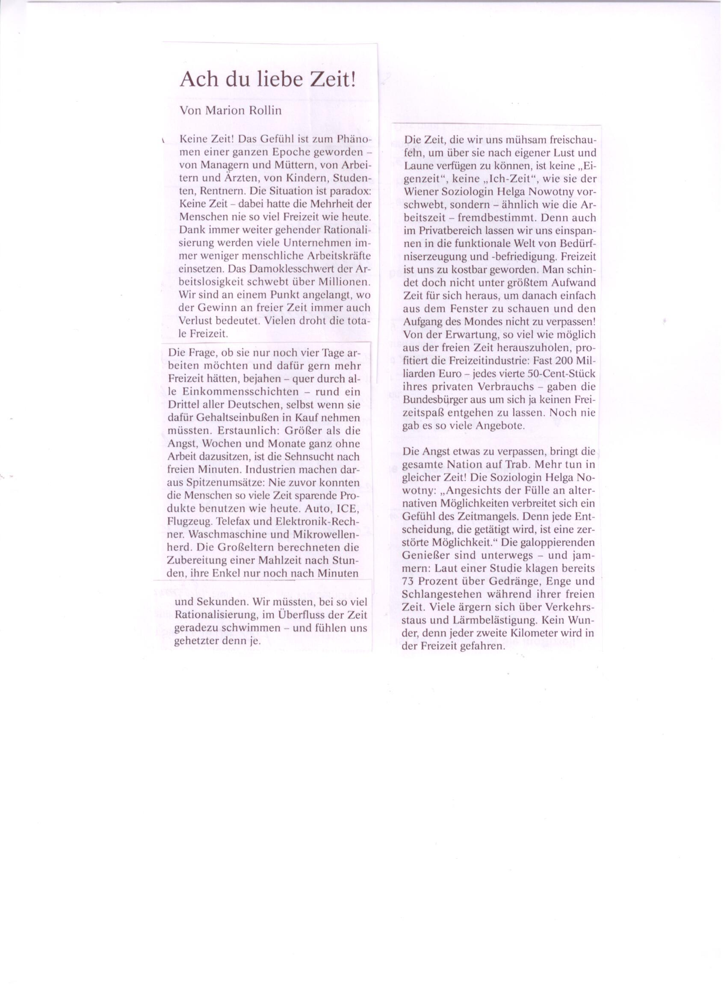 Ach du liebe Zeit!
Von Marion Rollin
Keine Zeit! Das Gefühl ist zum Phäno-
men einer ganzen Epoche geworden –
von Managern und Müttern, von Arbei-
tern und Ärzten, von Kindern, Studen-
ten, Rentnern. Die Situation ist paradox:
Keine Zeit – dabei hatte die Mehrheit der
Menschen nie so viel Freizeit wie heute.
Dank immer weiter gehender Rationali-
sierung werden viele Unternehmen im-
mer weniger menschliche Arbeitskräfte
einsetzen. Das Damoklesschwert der Ar-
beitslosigkeit schwebt über Millionen.
Wir sind an einem Punkt angelangt, wo
der Gewinn an freier Zeit immer auch
Verlust bedeutet. Vielen droht die tota-
le Freizeit.
Die Frage, ob sie nur noch vier Tage ar-
beiten möchten und dafür gern mehr
Freizeit hätten, bejahen – quer durch al-
le Einkommensschichten – rund ein
Drittel aller Deutschen, selbst wenn sie
dafür Gehaltseinbußen in Kauf nehmen
müssten. Erstaunlich: Größer als die
Angst, Wochen und Monate ganz ohne
Arbeit dazusitzen, ist die Sehnsucht nach
freien Minuten. Industrien machen dar-
aus Spitzenumsätze: Nie zuvor konnten
die Menschen so viele Zeit sparende Pro-
dukte benutzen wie heute. Auto, ICE,
Flugzeug. Telefax und Elektronik-Rech-
ner. Waschmaschine und Mikrowellen-
herd. Die Großeltern berechneten die
Zubereitung einer Mahlzeit nach Stun-
den, ihre Enkel nur noch nach Minuten
und Sekunden. Wir müssten, bei so viel
Rationalisierung, im Überfluss der Zeit
geradezu schwimmen – und fühlen uns
gehetzter denn je.
Die Zeit, die wir uns mühsam freischau-
feln, um über sie nach eigener Lust und
Laune verfügen zu können, ist keine „Ei-
genzeit“, keine „Ich-Zeit“, wie sie der
Wiener Soziologin Helga Nowotny vor-
schwebt, sondern – ähnlich wie die Ar-
beitszeit – fremdbestimmt. Denn auch
im Privatbereich lassen wir uns einspan-
nen in die funktionale Welt von Bedürf-
niserzeugung und -befriedigung. Freizeit
ist uns zu kostbar geworden. Man schin-
det doch nicht unter größtem Aufwand
Zeit für sich heraus, um danach einfach
aus dem Fenster zu schauen und den
Aufgang des Mondes nicht zu verpassen!
Von der Erwartung, so viel wie möglich
aus der freien Zeit herauszuholen, pro-
fitiert die Freizeitindustrie: Fast 200 Mil-
liarden Euro – jedes vierte 50-Cent-Stück
ihres privaten Verbrauchs – gaben die
Bundesbürger aus um sich ja keinen Frei-
zeitspaß entgehen zu lassen. Noch nie
gab es so viele Angebote.
Die Angst etwas zu verpassen, bringt die
gesamte Nation auf Trab. Mehr tun in
gleicher Zeit! Die Soziologin Helga No-
wotny: „Angesichts der Fülle an alter-
nativen Möglichkeiten verbreitet sich ein
Gefühl des Zeitmangels. Denn jede Ent-
scheidung, die getätigt wird, ist eine zer-
störte Möglichkeit.“ Die galoppierenden
Genießer sind unterwegs – und jam-
mern: Laut einer Studie klagen bereits
73 Prozent über Gedränge, Enge und
Schlangestehen während ihrer freien
Zeit. Viele ärgern sich über Verkehrs-
staus und Lärmbelästigung. Kein Wun-
der, denn jeder zweite Kilometer wird in
der Freizeit gefahren.